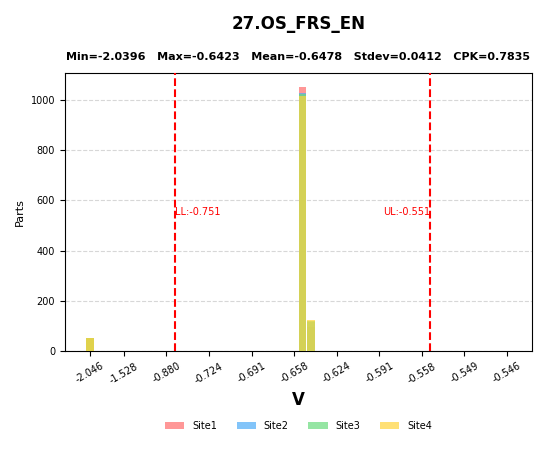 27.OS_FRS_EN
Min=-2.0396 Max=-0.6423 Mean=-0.6478 Stdev=0.0412 CPK=0.7835
1000
800
600
400
200
0
Parts
LL:-0.751
UL:-0.551
-2.046
-1.528
-0.880
-0.724
-0.691
-0.658
-0.624
-0.591
-0.558
-0.549
-0.546
V
Site1 Site2 Site3 Site4